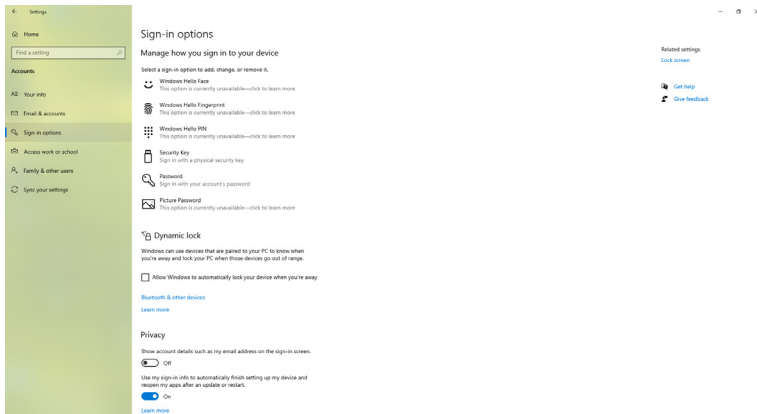 Settings
Home
Find a setting
Accounts
Your info
Email & accounts
Sign-in options
Access work or school
Family & other users
Sync your settings
Sign-in options
Manage how you sign in to your device
Select a sign-in option to add, change, or remove it.
Windows Hello Face
This option is currently unavailable—click to learn more
Windows Hello Fingerprint
This option is currently unavailable—click to learn more
Windows Hello PIN
This option is currently unavailable—click to learn more
Security Key
Sign in with a physical security key
Password
Sign in with your account's password
Picture Password
This option is currently unavailable—click to learn more
Dynamic lock
Windows can use devices that are paired to your PC to know when
you're away and lock your PC when those devices go out of range.
Allow Windows to automatically lock your device when you're away
Bluetooth & other devices
Learn more
Privacy
Show account details such as my email address on the sign-in screen.
Off
Use my sign-in info to automatically finish setting up my device and
reopen my apps after an update or restart.
On
Learn more
Related settings
Lock screen
Get help
Give feedback